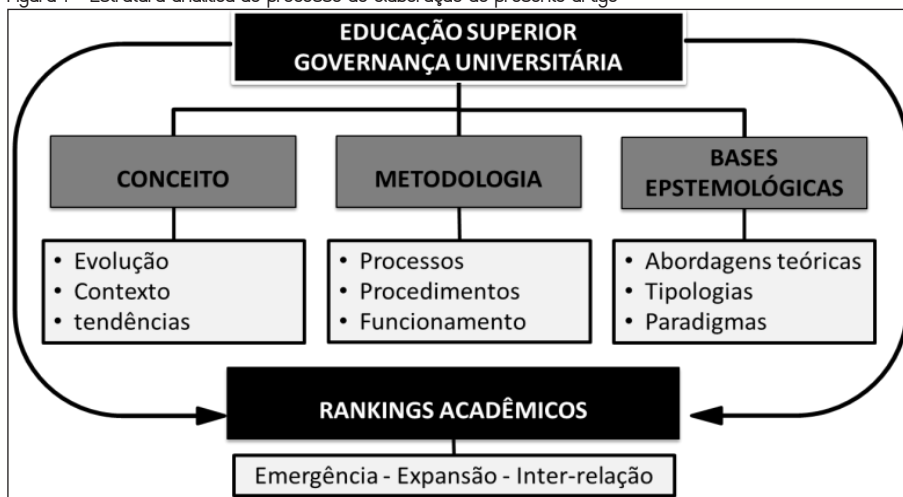 Figura 1 - Estrutura analítica do processo de elaboração do presente artigo
EDUCAÇÃO SUPERIOR
GOVERNANÇA UNIVERSITÁRIA
CONCEITO
• Evolução
• Contexto
• tendências
METODOLOGIA
• Processos
• Procedimentos
• Funcionamento
BASES
EPSTEMOLÓGICAS
• Abordagens teóricas
• Tipologias
• Paradigmas
RANKINGS ACADÊMICOS
Emergência - Expansão - Inter-relação